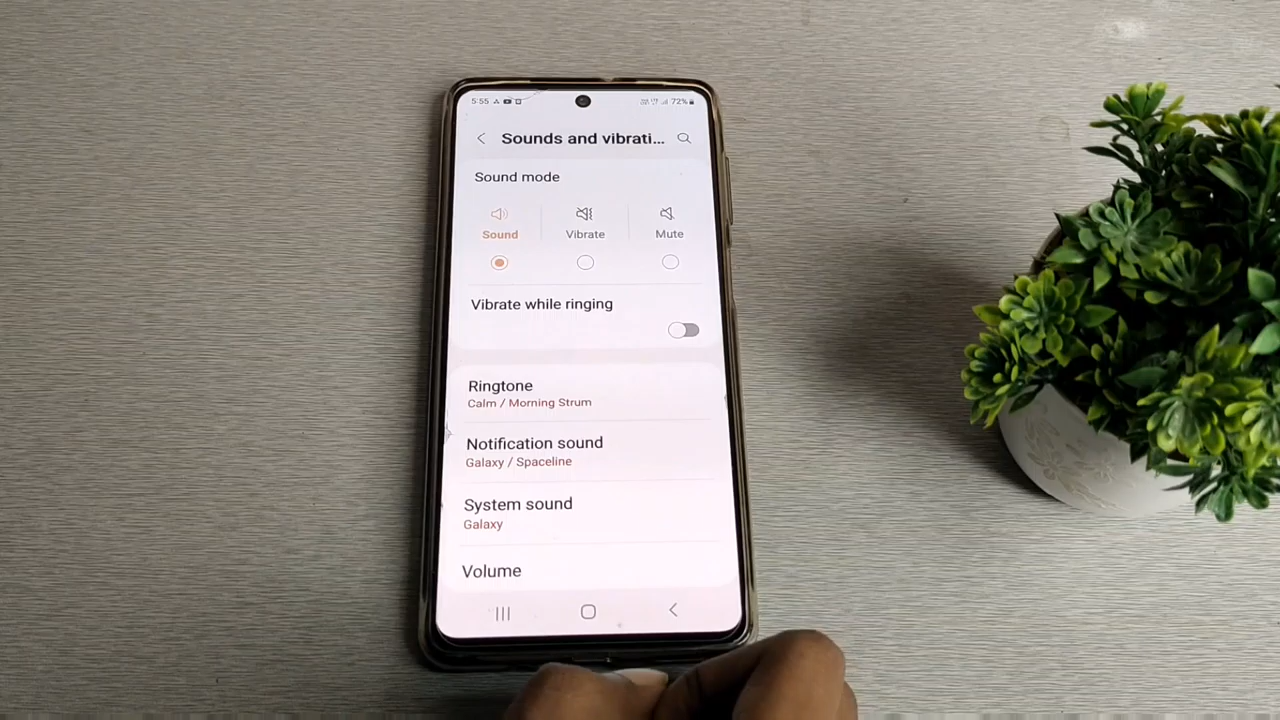 5:55 72%
Sounds and vibrati...
Sound mode
Sound Vibrate Mute
Vibrate while ringing
Ringtone
Calm / Morning Strum
Notification sound
Galaxy / Spaceline
System sound
Galaxy
Volume